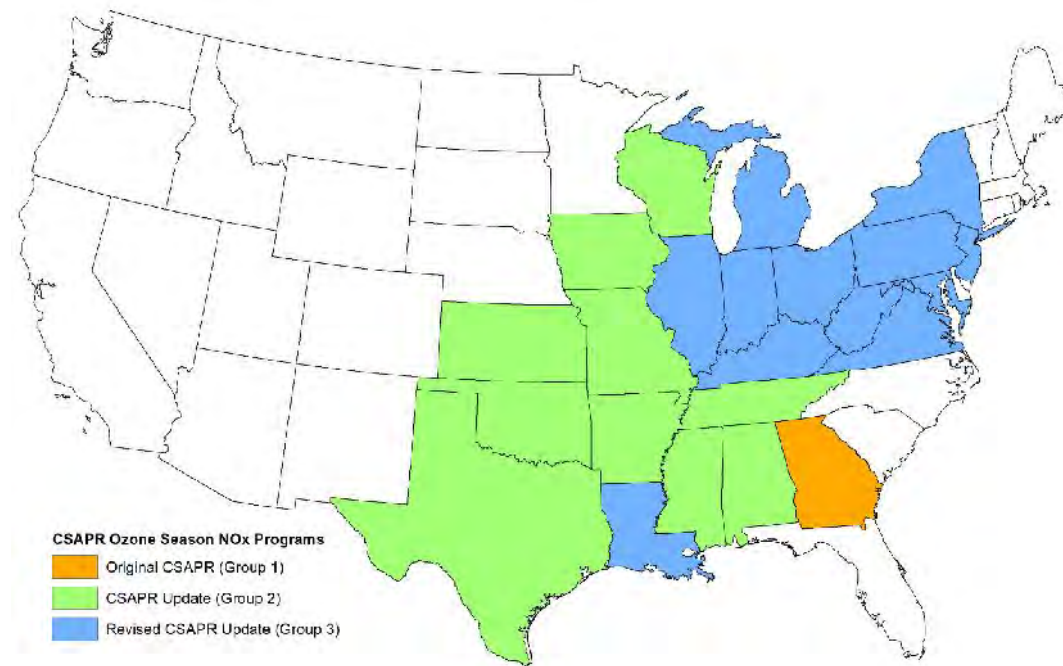 CSAPR Ozone Season NOx Programs
Original CSAPR (Group 1)
CSAPR Update (Group 2)
Revised CSAPR Update (Group 3)